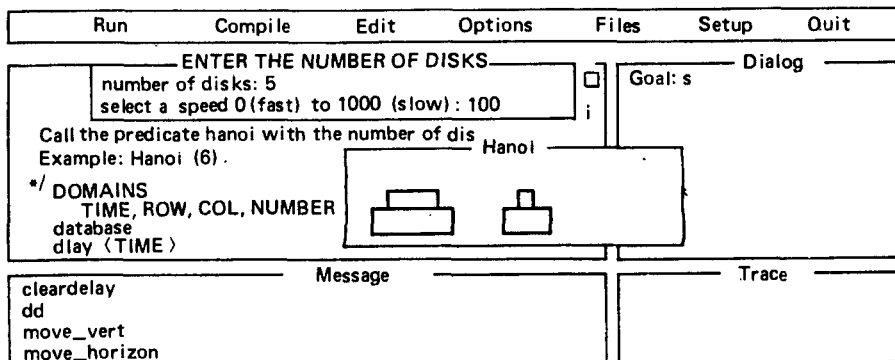 Run Compile Edit Options Files Setup Quit
ENTER THE NUMBER OF DISKS
number of disks: 5
select a speed 0 (fast) to 1000 (slow) : 100
i
Call the predicate hanoi with the number of dis
Example: Hanoi (6) .
*/ DOMAINS
TIME, ROW, COL, NUMBER
database
dlay 〈TIME〉
Hanoi
Dialog
Goal: s
Message
cleardelay
dd
move_vert
move_horizon
Trace